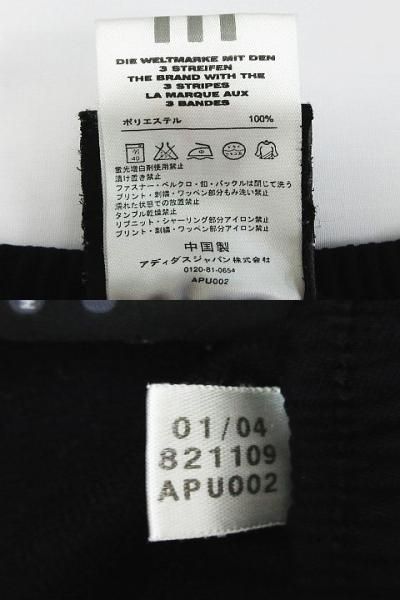 DIE WELTMARKE MIT DEN
3 STREIFEN
THE BRAND WITH THE
3 STRIPES
LA MARQUE AUX
3 BANDES
ポリエステル 100%
40
蛍光増白剤使用禁止
漬け置き禁止
ファスナー・ベルクロ・釦・バックルは閉じて洗う
プリント・刺繍・ワッペン部分もみ洗い禁止
濡れた状態での放置禁止
タンブル乾燥禁止
リブニット・シャーリング部分アイロン禁止
プリント・刺繍・ワッペン部分アイロン禁止
中国製
アディダスジャパン株式会社
0120-81-0654
APU002
01/04
821109
APU002